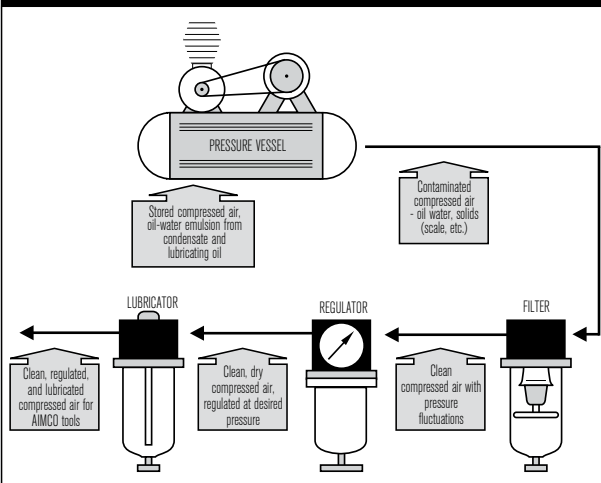 PRESSURE VESSEL
Stored compressed air,
oil-water emulsion from
condensate and
lubricating oil
Contaminated
compressed air
- oil water, solids
(scale, etc.)
LUBRICATOR
REGULATOR
FILTER
Clean, regulated,
and lubricated
compressed air for
AIMCO tools
Clean, dry
compressed air,
regulated at desired
pressure
Clean
compressed air with
pressure
fluctuations